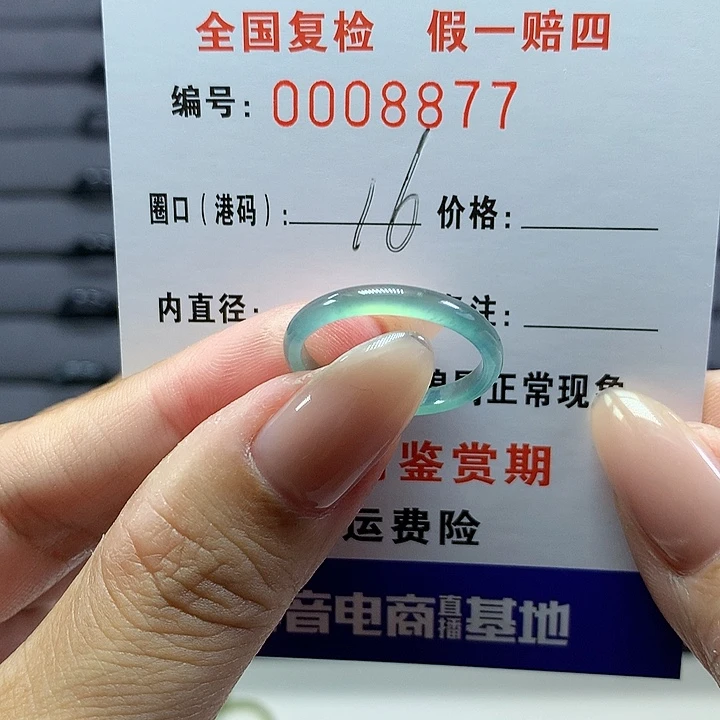 全国复检 假一赔四
编号：0008877
圈口（港码）：16 价格：
内直径： 注：
正常现象
鉴赏期
运费险
音电商直播基地